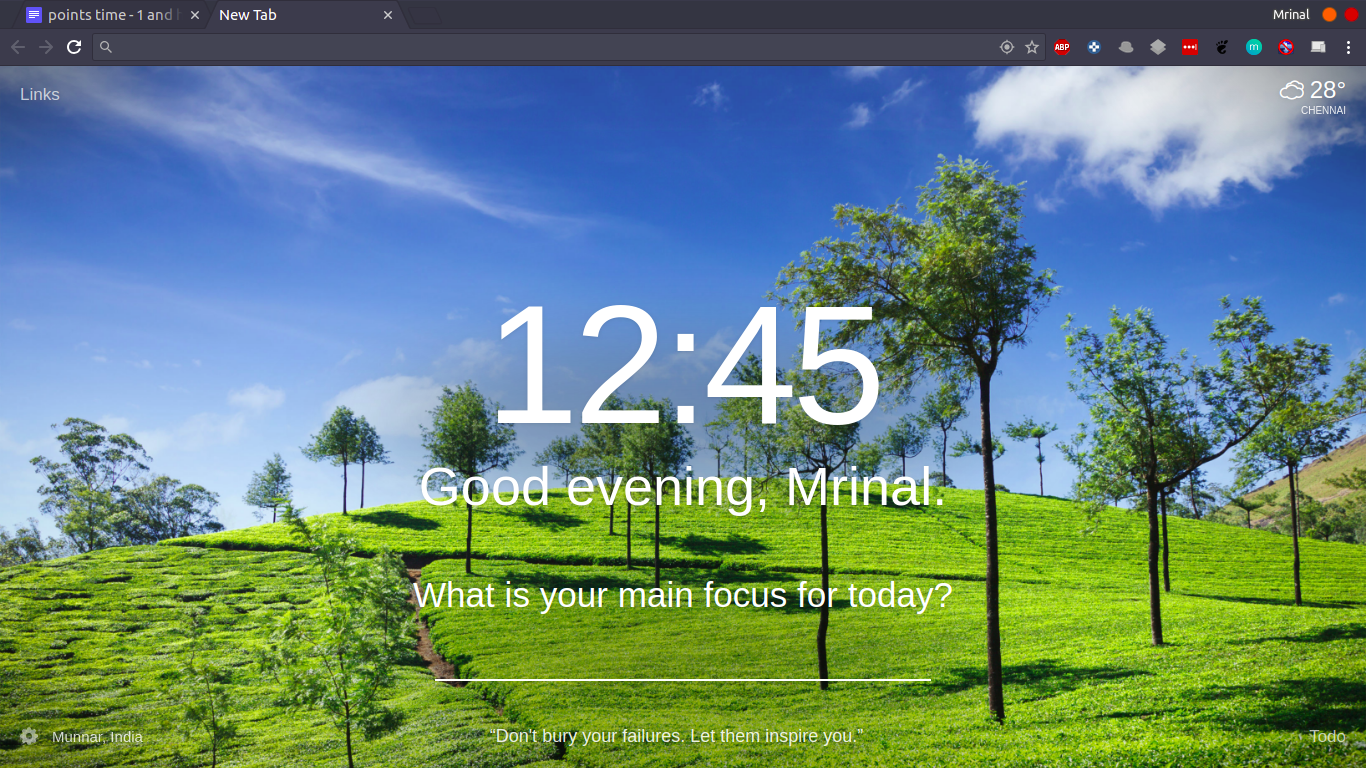 points time - 1 and
New Tab
Mrinal
ABP
m
Links
28°
CHENNAI
12:45
Good evening, Mrinal.
What is your main focus for today?
Munnar, India
“Don't bury your failures. Let them inspire you.”
Todo